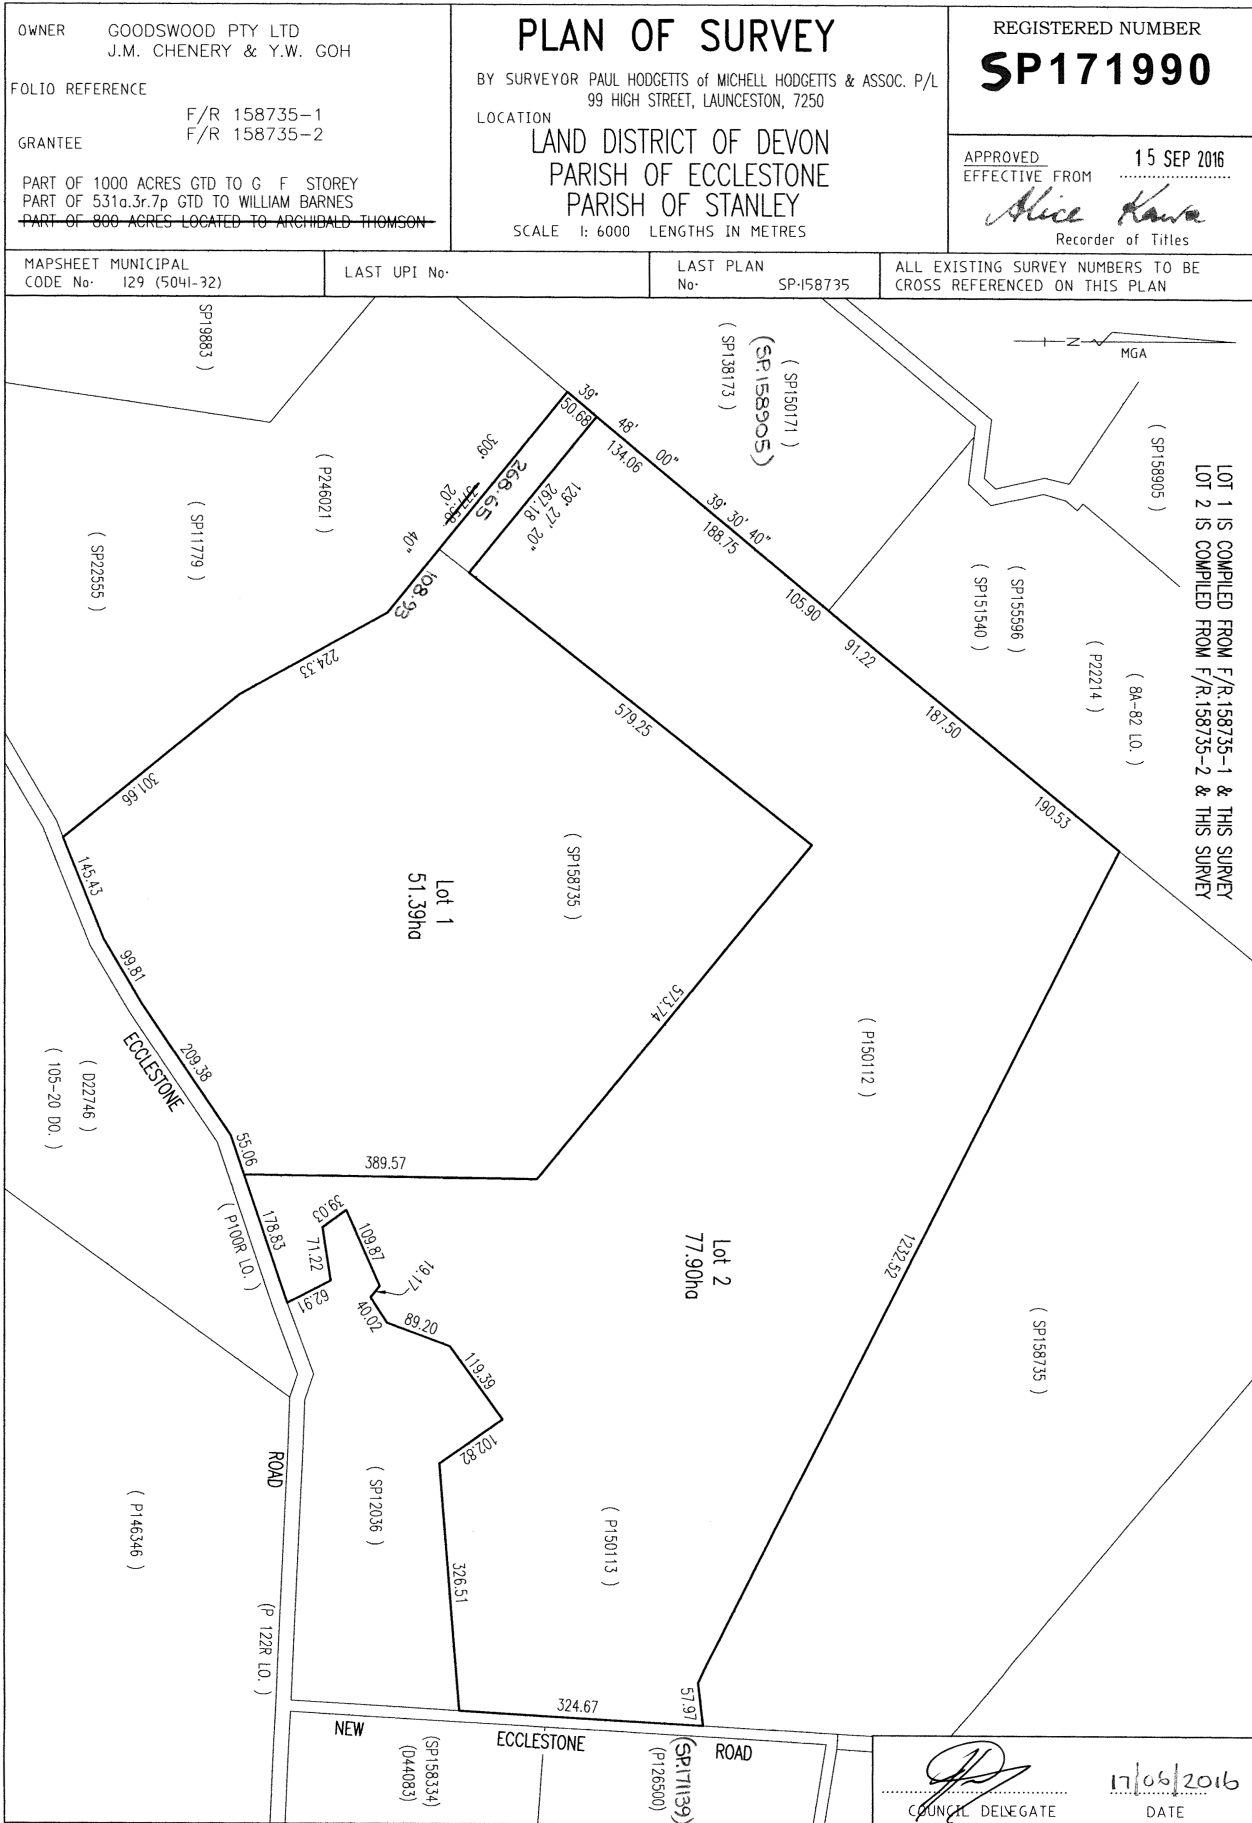 OWNER GOODSWOOD PTY LTD
J.M. CHENERY & Y.W. GOH
FOLIO REFERENCE
F/R 158735-1
F/R 158735-2
GRANTEE
PART OF 1000 ACRES GTD TO G F STOREY
PART OF 531a.3r.7p GTD TO WILLIAM BARNES
PART OF 800 ACRES LOCATED TO ARCHIBALD THOMSON
PLAN OF SURVEY
BY SURVEYOR PAUL HODGETTS of MICHELL HODGETTS & ASSOC. P/L
99 HIGH STREET, LAUNCESTON, 7250
LOCATION
LAND DISTRICT OF DEVON
PARISH OF ECCLESTONE
PARISH OF STANLEY
SCALE 1: 6000 LENGTHS IN METRES
REGISTERED NUMBER
SP171990
APPROVED 15 SEP 2016
EFFECTIVE FROM
Alice Kawa
Recorder of Titles
MAPSHEET MUNICIPAL
CODE No. 129 (5041-32)
LAST UPI No.
LAST PLAN
No. SP.158735
ALL EXISTING SURVEY NUMBERS TO BE
CROSS REFERENCED ON THIS PLAN
N
MGA
LOT 1 IS COMPILED FROM F/R.158735-1 & THIS SURVEY
LOT 2 IS COMPILED FROM F/R.158735-2 & THIS SURVEY
( SP19883 )
( SP138173 )
(SP.158905)
( SP150171 )
( SP158905 )
( P246021 )
( SP11779 )
( SP22555 )
( SP151540 )
( SP155596 )
( P22214 )
( 8A-82 LO. )
39° 48' 00"
50.68
134.06
39° 30' 40"
188.75
105.90
91.22
187.50
190.53
309° 20' 40"
268.65
377.58
129° 27' 20"
267.18
108.93
224.33
301.66
579.25
( SP158735 )
Lot 1
51.39ha
573.74
145.43
99.81
209.38
55.06
389.57
ECCLESTONE
( D22746 )
( 105-20 DO. )
( P150112 )
Lot 2
77.90ha
1232.52
( SP158735 )
( P100R LO. )
178.83
39.03
71.22
62.91
109.87
19.17
40.02
89.20
119.39
102.82
326.51
ROAD
( SP12036 )
( P150113 )
( P146346 )
(P 122R LO. )
324.67
57.97
NEW ECCLESTONE ROAD
(SP158334)
(D44083)
(SP.171139)
(P126500)
17/06/2016
COUNCIL DELEGATE DATE